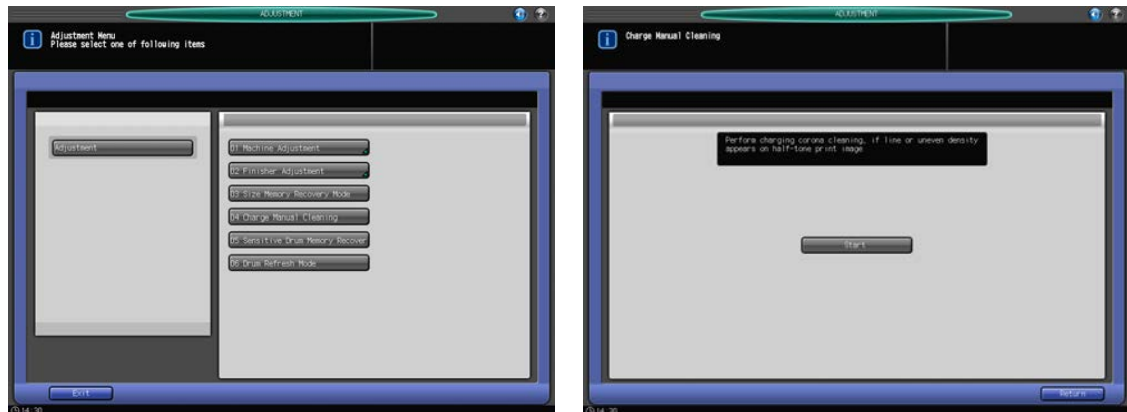 ADJUSTMENT
Adjustment Menu
Please select one of following items
Adjustment
01 Machine Adjustment
02 Finisher Adjustment
03 Size Memory Recovery Mode
04 Charge Manual Cleaning
05 Sensitive Drum Memory Recover
06 Drum Refresh Mode
Exit
14:30
ADJUSTMENT
Charge Manual Cleaning
Perform charging corona cleaning, if line or uneven density
appears on half-tone print image
Start
Return
14:30